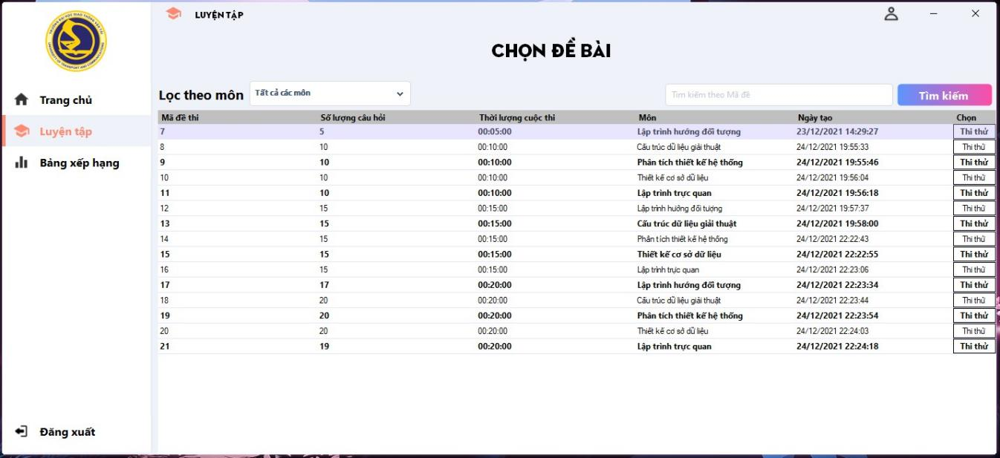 LUYỆN TẬP
CHỌN ĐỀ BÀI
TRƯỜNG ĐẠI HỌC GIAO THÔNG VẬN TẢI
UNIVERSITY OF TRANSPORT AND COMMUNICATIONS
Trang chủ
Luyện tập
Bảng xếp hạng
Đăng xuất
Lọc theo môn Tất cả các môn Tìm kiếm theo Mã đề Tìm kiếm
Mã đề thi Số lượng câu hỏi Thời lượng cuộc thi Môn Ngày tạo Chọn
7 5 00:05:00 Lập trình hướng đối tượng 23/12/2021 14:29:27 Thi thử
8 10 00:10:00 Cấu trúc dữ liệu giải thuật 24/12/2021 19:55:33 Thi thử
9 10 00:10:00 Phân tích thiết kế hệ thống 24/12/2021 19:55:46 Thi thử
10 10 00:10:00 Thiết kế cơ sở dữ liệu 24/12/2021 19:56:04 Thi thử
11 10 00:10:00 Lập trình trực quan 24/12/2021 19:56:18 Thi thử
12 15 00:15:00 Lập trình hướng đối tượng 24/12/2021 19:57:37 Thi thử
13 15 00:15:00 Cấu trúc dữ liệu giải thuật 24/12/2021 19:58:00 Thi thử
14 15 00:15:00 Phân tích thiết kế hệ thống 24/12/2021 22:22:43 Thi thử
15 15 00:15:00 Thiết kế cơ sở dữ liệu 24/12/2021 22:22:55 Thi thử
16 15 00:15:00 Lập trình trực quan 24/12/2021 22:23:06 Thi thử
17 17 00:20:00 Lập trình hướng đối tượng 24/12/2021 22:23:34 Thi thử
18 20 00:20:00 Cấu trúc dữ liệu giải thuật 24/12/2021 22:23:44 Thi thử
19 20 00:20:00 Phân tích thiết kế hệ thống 24/12/2021 22:23:54 Thi thử
20 20 00:20:00 Thiết kế cơ sở dữ liệu 24/12/2021 22:24:03 Thi thử
21 19 00:20:00 Lập trình trực quan 24/12/2021 22:24:18 Thi thử